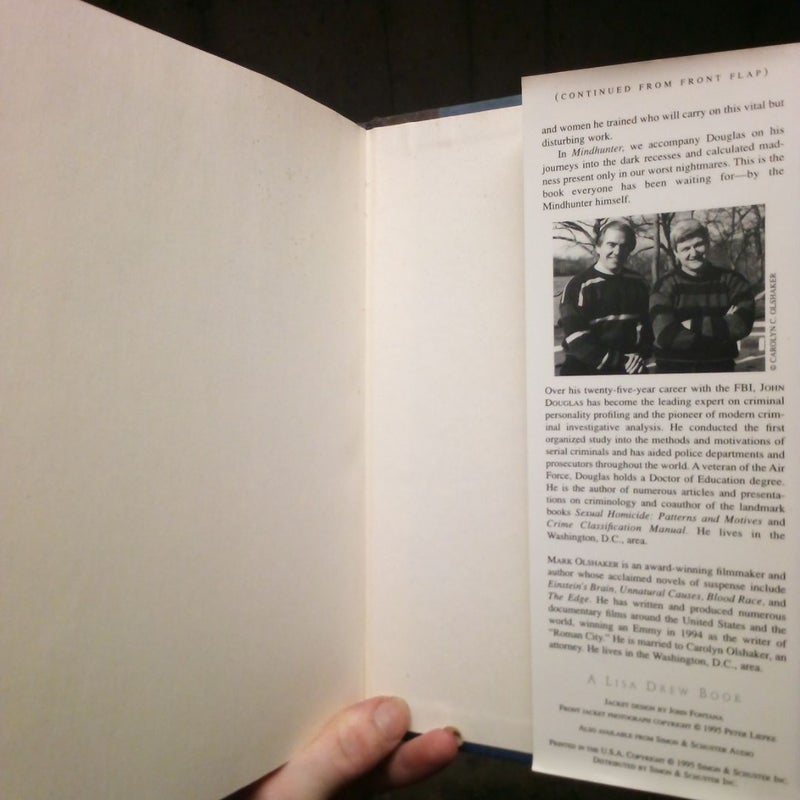 (CONTINUED FROM FRONT FLAP)
and women he trained who will carry on this vital but
disturbing work.
In Mindhunter, we accompany Douglas on his
journeys into the dark recesses and calculated mad-
ness present only in our worst nightmares. This is the
book everyone has been waiting for—by the
Mindhunter himself.
© CAROLYN C. OLSHAKER
Over his twenty-five-year career with the FBI, JOHN
DOUGLAS has become the leading expert on criminal
personality profiling and the pioneer of modern crim-
inal investigative analysis. He conducted the first
organized study into the methods and motivations of
serial criminals and has aided police departments and
prosecutors throughout the world. A veteran of the Air
Force, Douglas holds a Doctor of Education degree.
He is the author of numerous articles and presenta-
tions on criminology and coauthor of the landmark
books Sexual Homicide: Patterns and Motives and
Crime Classification Manual. He lives in the
Washington, D.C., area.
MARK OLSHAKER is an award-winning filmmaker and
author whose acclaimed novels of suspense include
Einstein's Brain, Unnatural Causes, Blood Race, and
The Edge. He has written and produced numerous
documentary films around the United States and the
world, winning an Emmy in 1994 as the writer of
"Roman City." He is married to Carolyn Olshaker, an
attorney. He lives in the Washington, D.C., area.
A LISA DREW BOOK
JACKET DESIGN BY JOHN FONTANA
FRONT JACKET PHOTOGRAPH COPYRIGHT © 1995 PETER LIEPKE
ALSO AVAILABLE FROM SIMON & SCHUSTER AUDIO
PRINTED IN THE U.S.A. COPYRIGHT © 1995 SIMON & SCHUSTER INC.
DISTRIBUTED BY SIMON & SCHUSTER INC.